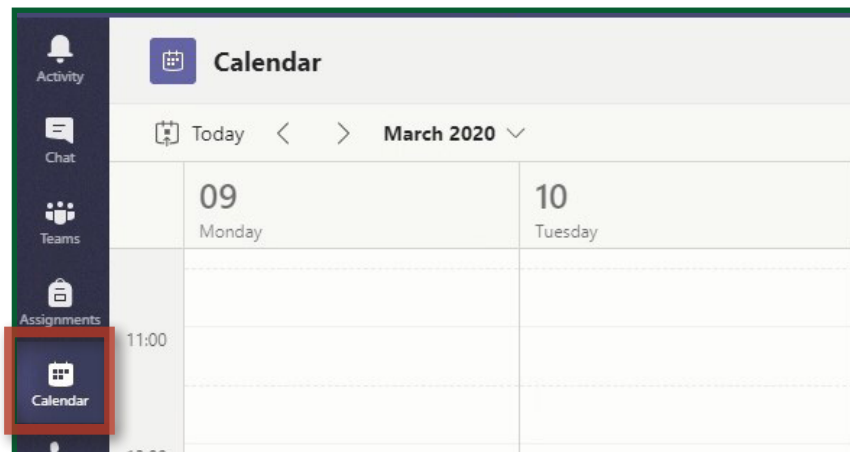 Activity
Chat
Teams
Assignments
Calendar
Calendar
Today
March 2020
09
Monday
10
Tuesday
11:00